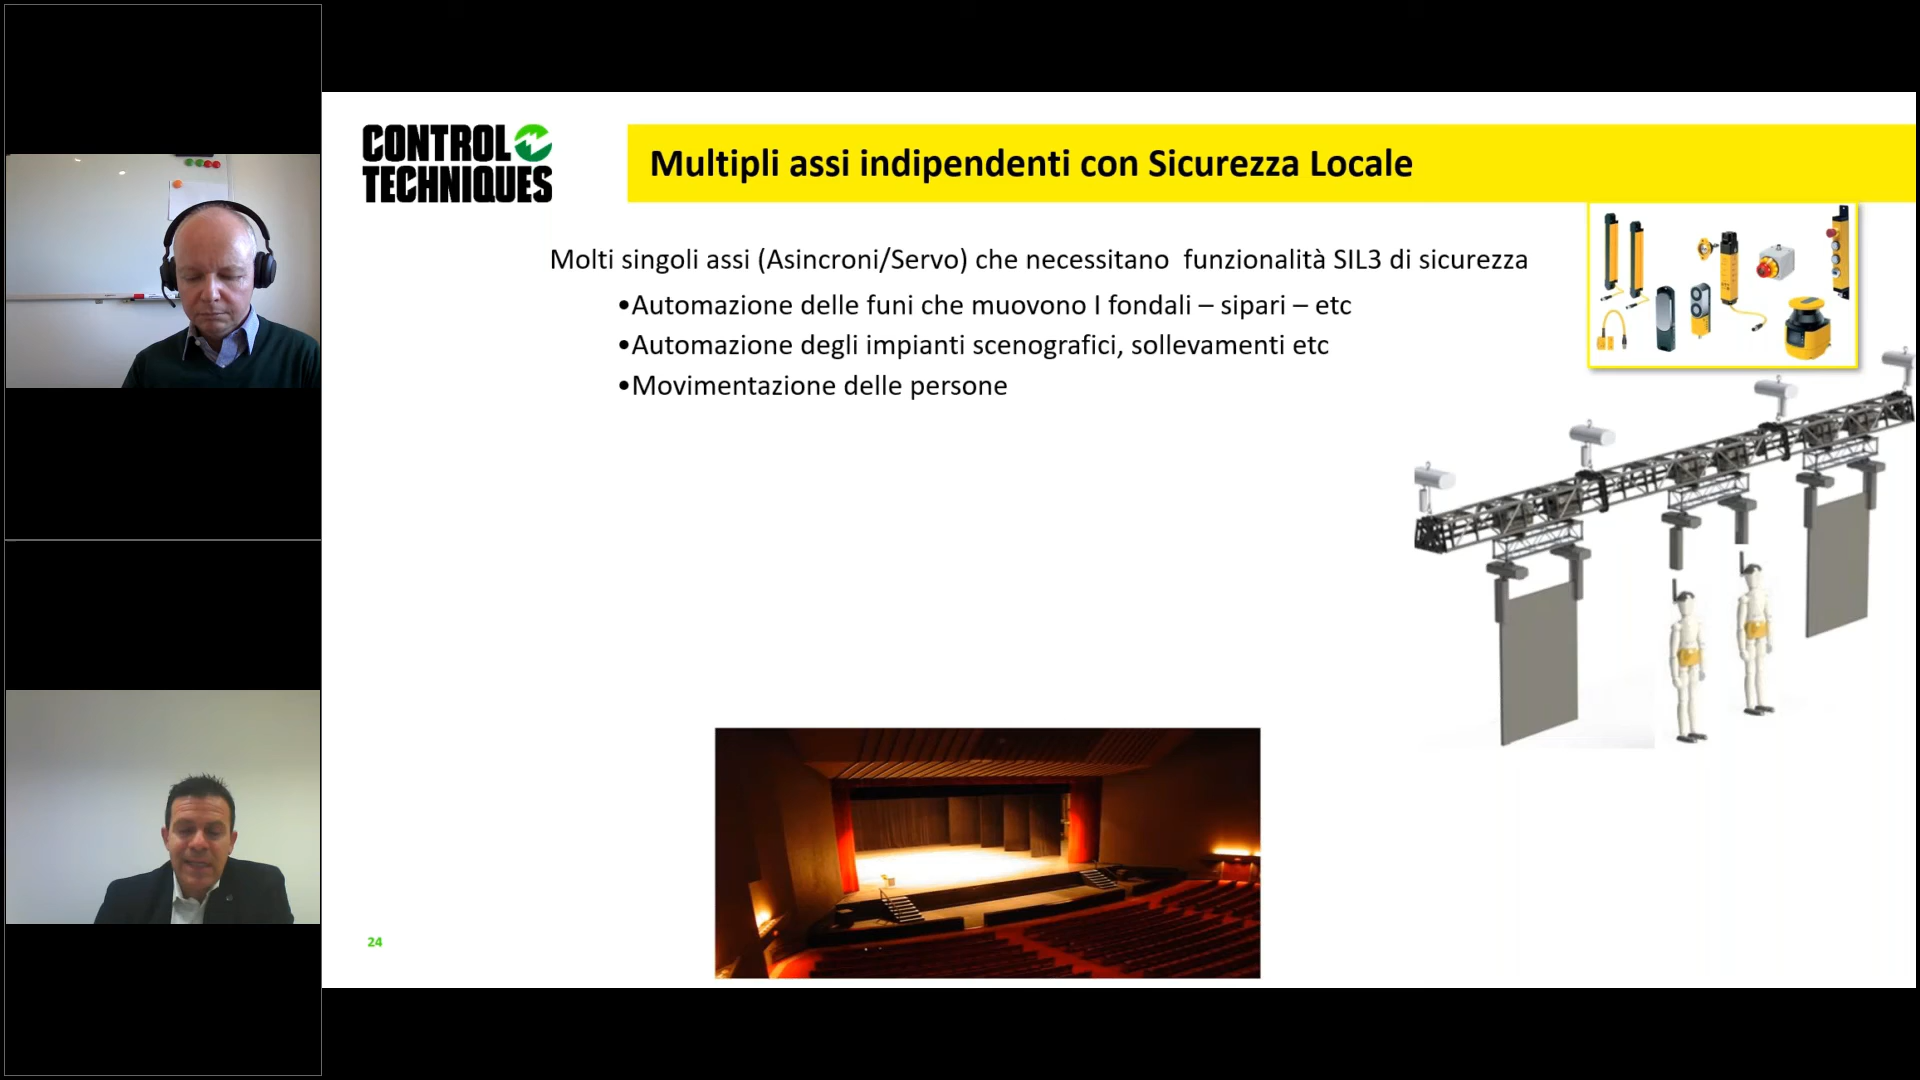 CONTROL
TECHNIQUES
Multipli assi indipendenti con Sicurezza Locale
Molti singoli assi (Asincroni/Servo) che necessitano  funzionalità SIL3 di sicurezza
•Automazione delle funi che muovono I fondali – sipari – etc
•Automazione degli impianti scenografici, sollevamenti etc
•Movimentazione delle persone
24